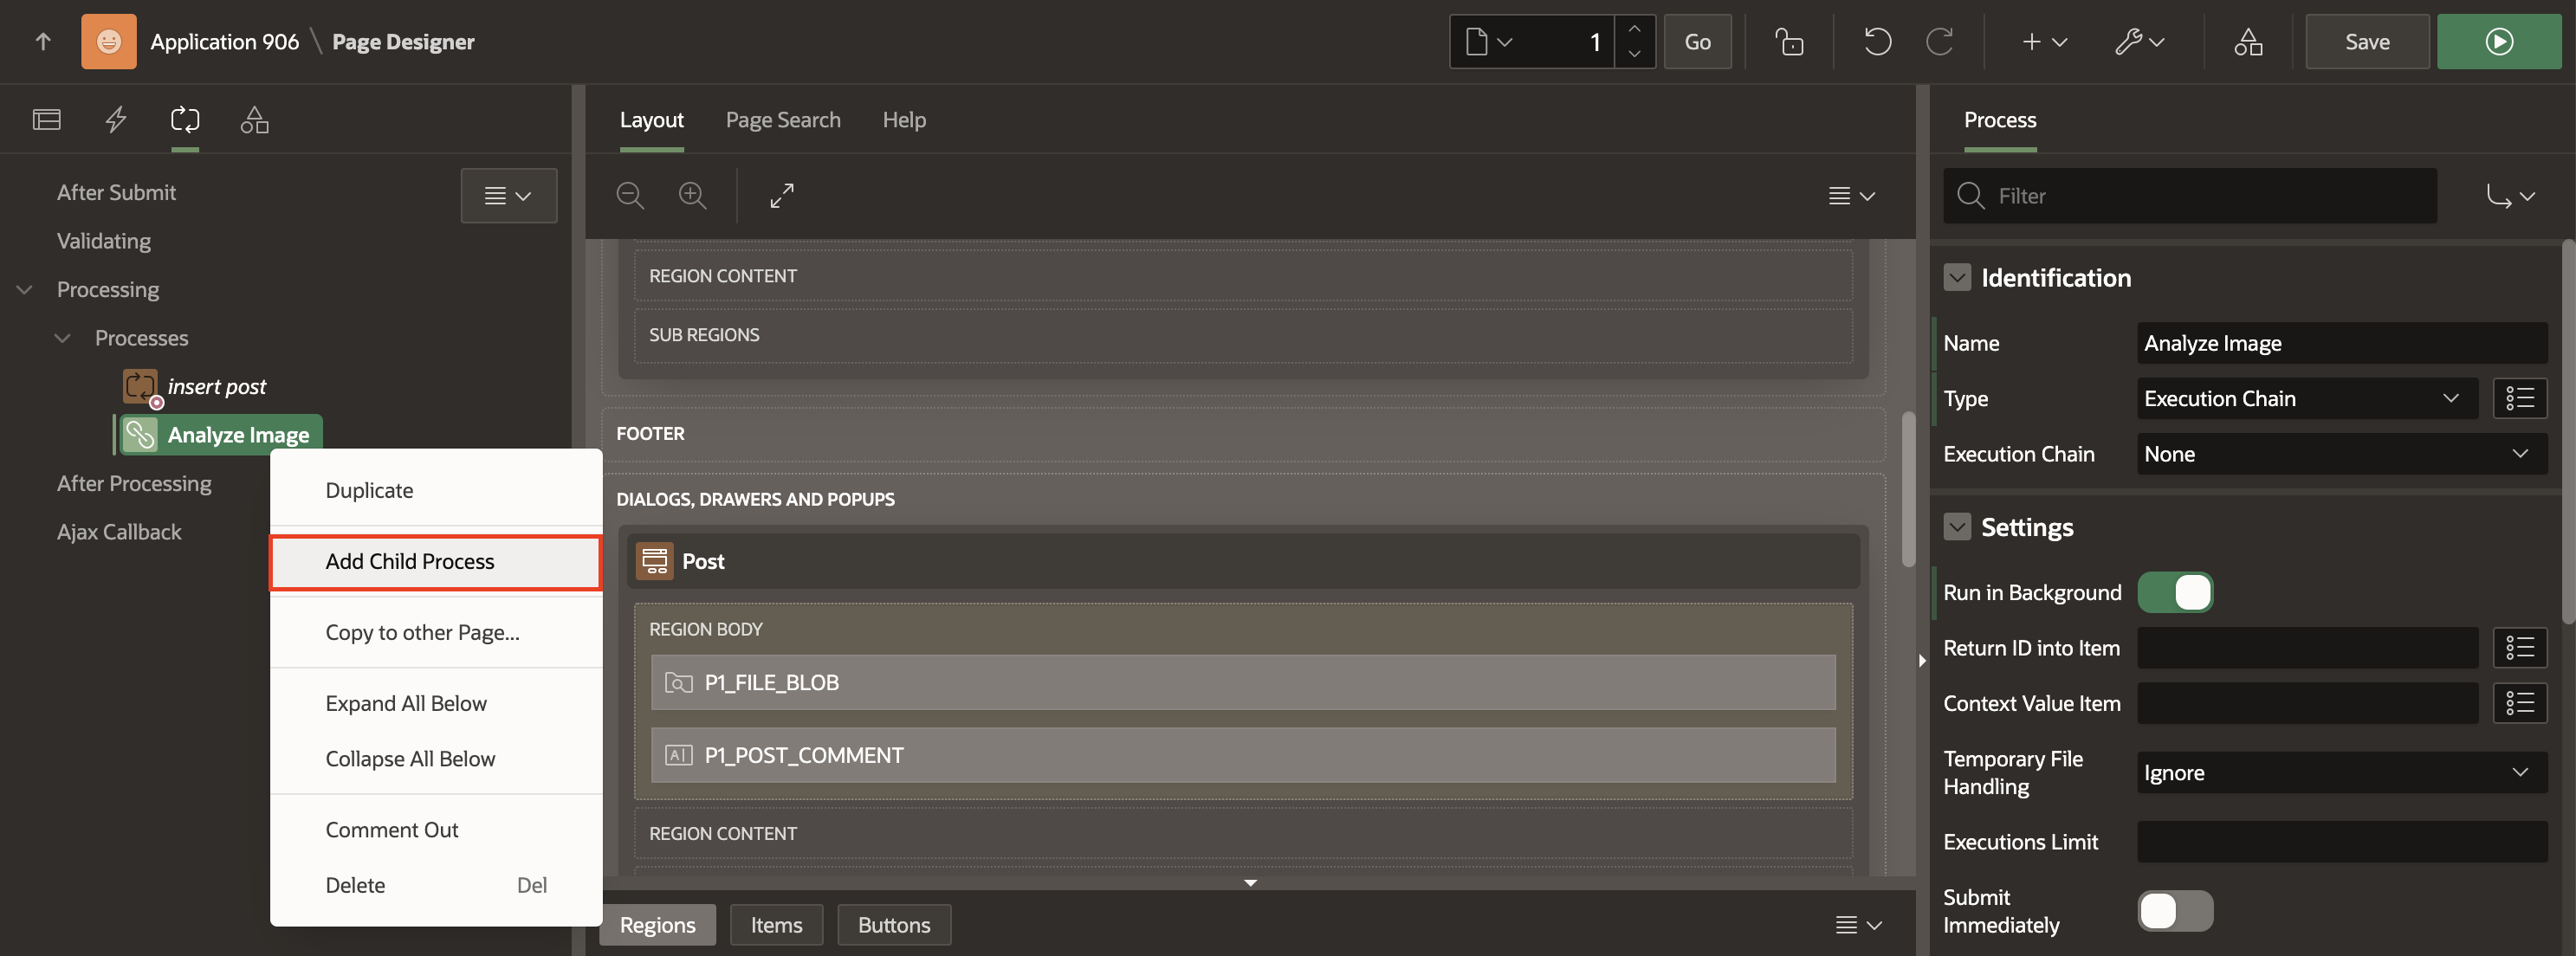 Application 906 \ Page Designer
1
Go
Save
Layout
Page Search
Help
Process
After Submit
Validating
Processing
Processes
insert post
Analyze Image
After Processing
Ajax Callback
Duplicate
Add Child Process
Copy to other Page...
Expand All Below
Collapse All Below
Comment Out
Delete Del
REGION CONTENT
SUB REGIONS
FOOTER
DIALOGS, DRAWERS AND POPUPS
Post
REGION BODY
P1_FILE_BLOB
A P1_POST_COMMENT
REGION CONTENT
Regions
Items
Buttons
Filter
Identification
Name Analyze Image
Type Execution Chain
Execution Chain None
Settings
Run in Background
Return ID into Item
Context Value Item
Temporary File
Handling
Ignore
Executions Limit
Submit
Immediately